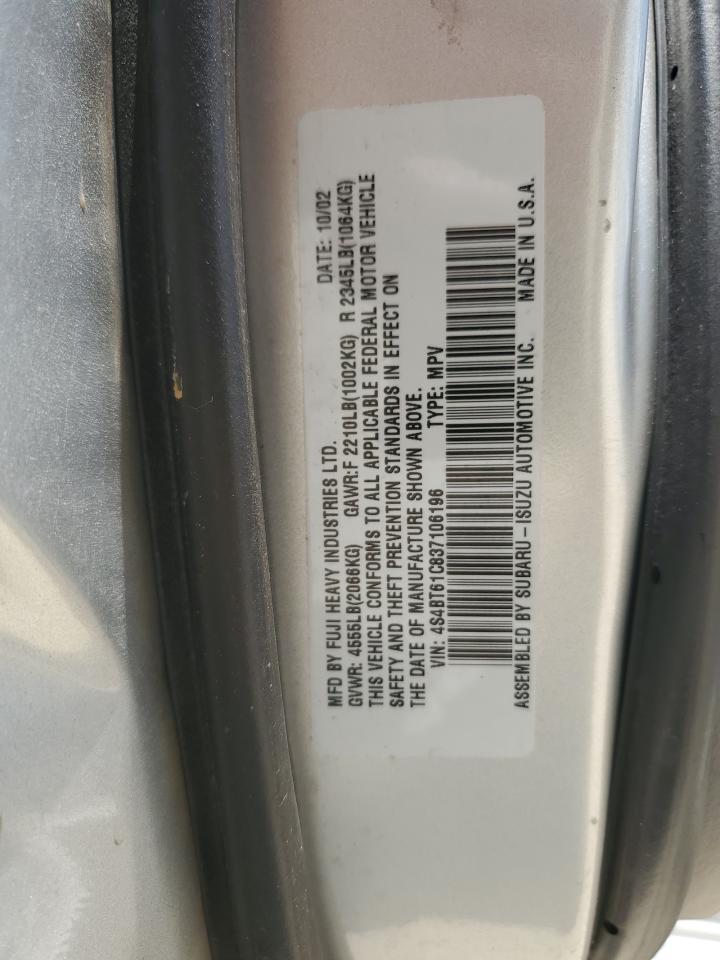 MFD BY FUJI HEAVY INDUSTRIES LTD. DATE: 10/02
GVWR: 4555LB(2066KG) GAWR:F 2210LB(1002KG) R 2345LB(1064KG)
THIS VEHICLE CONFORMS TO ALL APPLICABLE FEDERAL MOTOR VEHICLE
SAFETY AND THEFT PREVENTION STANDARDS IN EFFECT ON
THE DATE OF MANUFACTURE SHOWN ABOVE.
VIN: 4S4BT61C837106196 TYPE: MPV
ASSEMBLED BY SUBARU-ISUZU AUTOMOTIVE INC. MADE IN U.S.A.